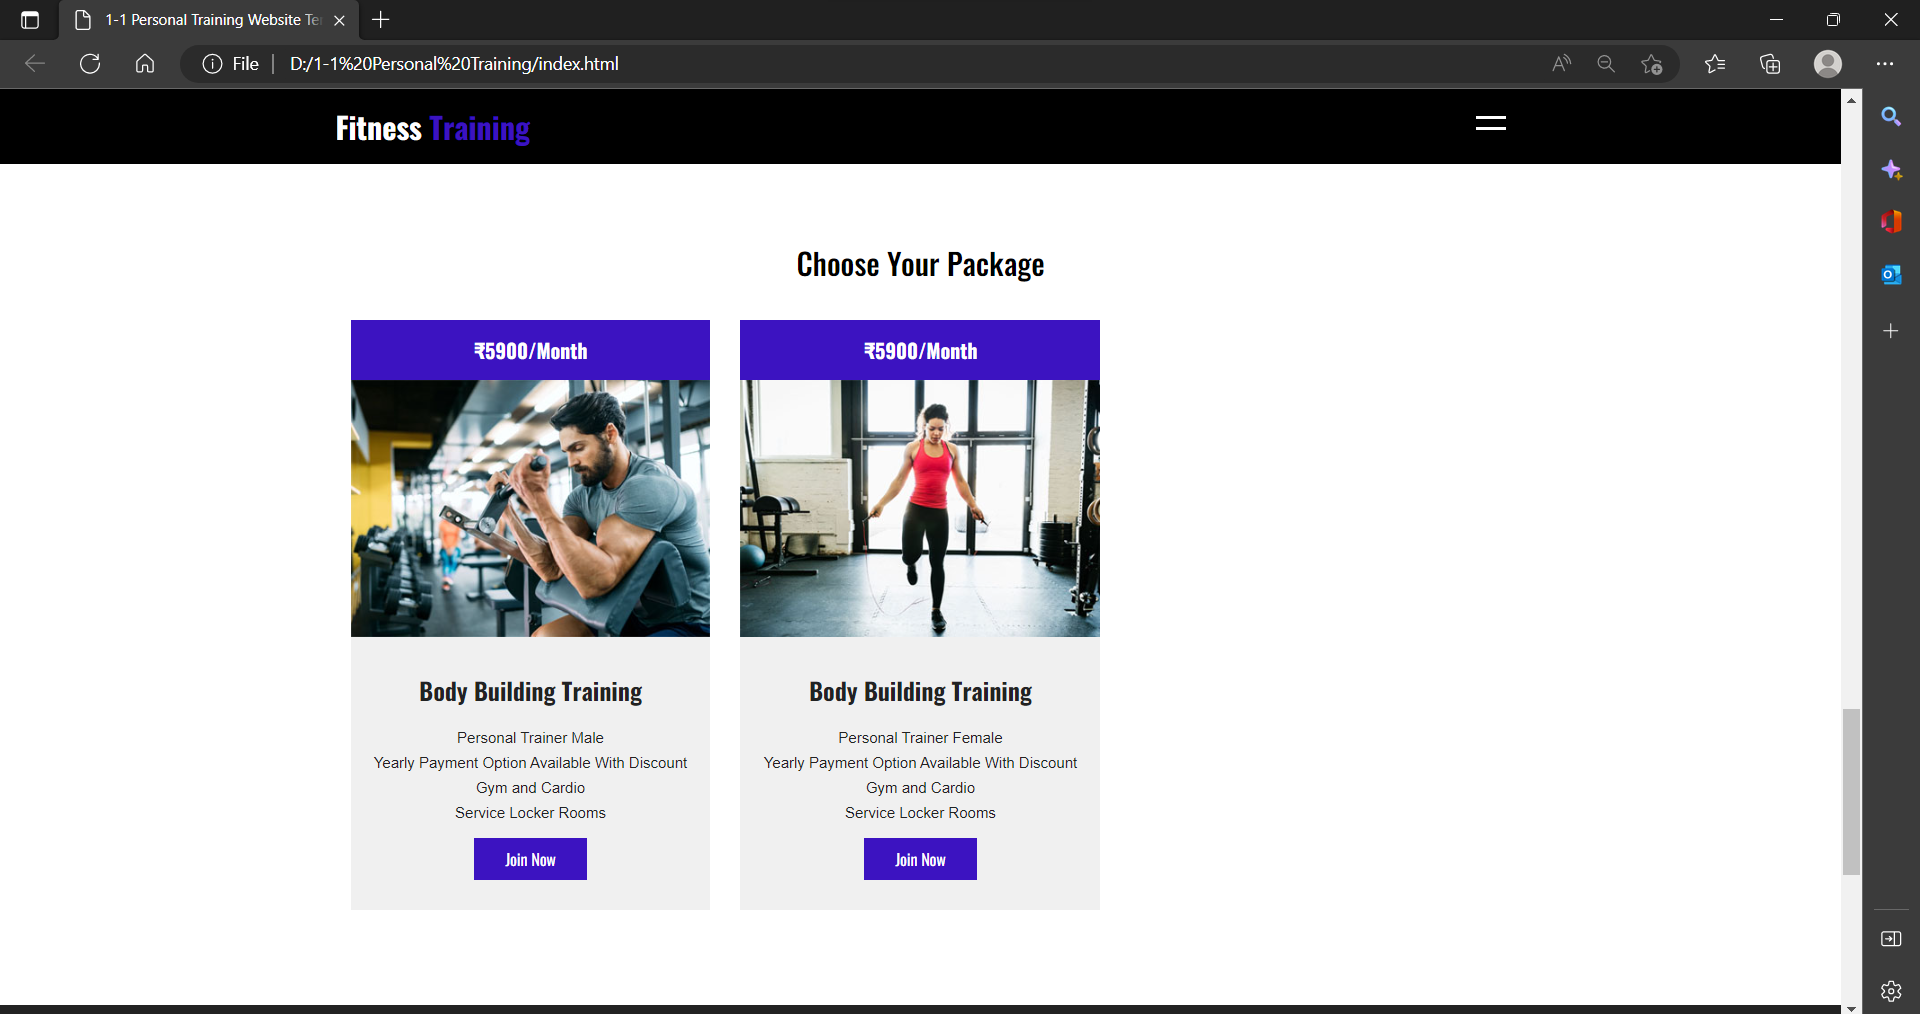 1-1 Personal Training Website Te
File D:/1-1%20Personal%20Training/index.html
Fitness Training
Choose Your Package
₹5900/Month
Body Building Training
Personal Trainer Male
Yearly Payment Option Available With Discount
Gym and Cardio
Service Locker Rooms
Join Now
₹5900/Month
Body Building Training
Personal Trainer Female
Yearly Payment Option Available With Discount
Gym and Cardio
Service Locker Rooms
Join Now